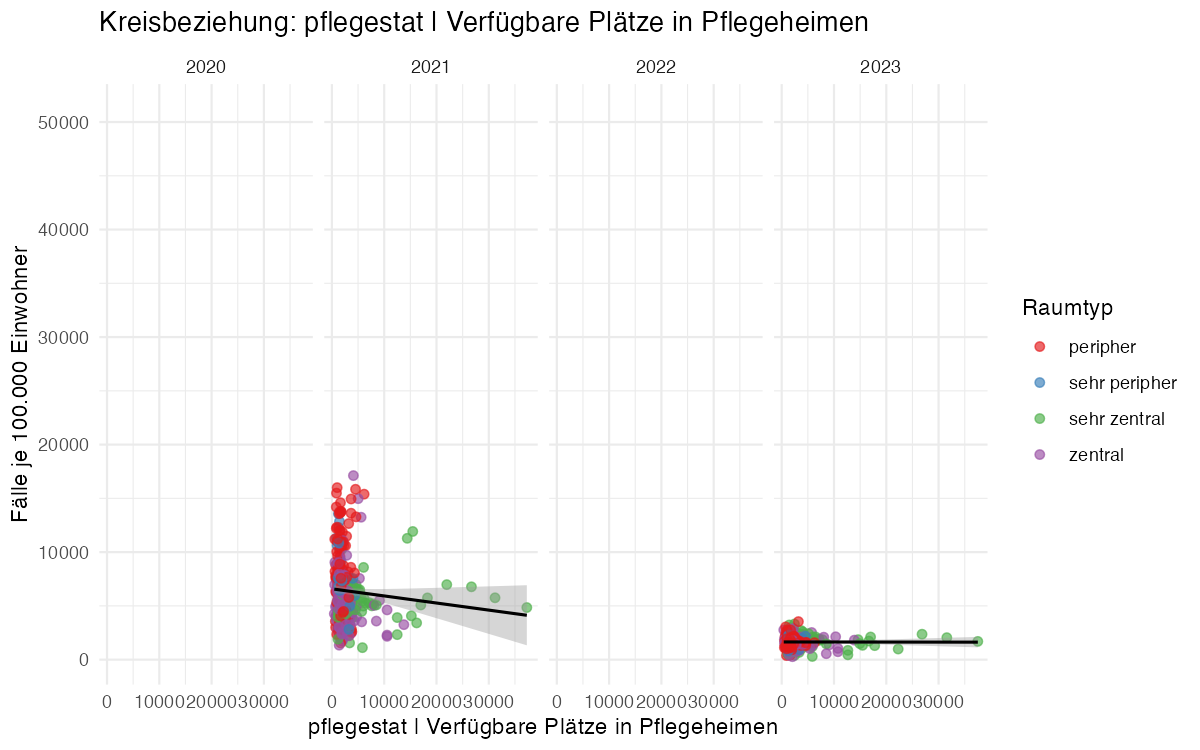 Kreisbeziehung: pflegestat | Verfügbare Plätze in Pflegeheimen
2020 2021 2022 2023
50000
40000
30000
20000
10000
0
Fälle je 100.000 Einwohner
0 10000 20000 30000 0 10000 20000 30000 0 10000 20000 30000 0 10000 20000 30000
pflegestat | Verfügbare Plätze in Pflegeheimen
Raumtyp
peripher
sehr peripher
sehr zentral
zentral